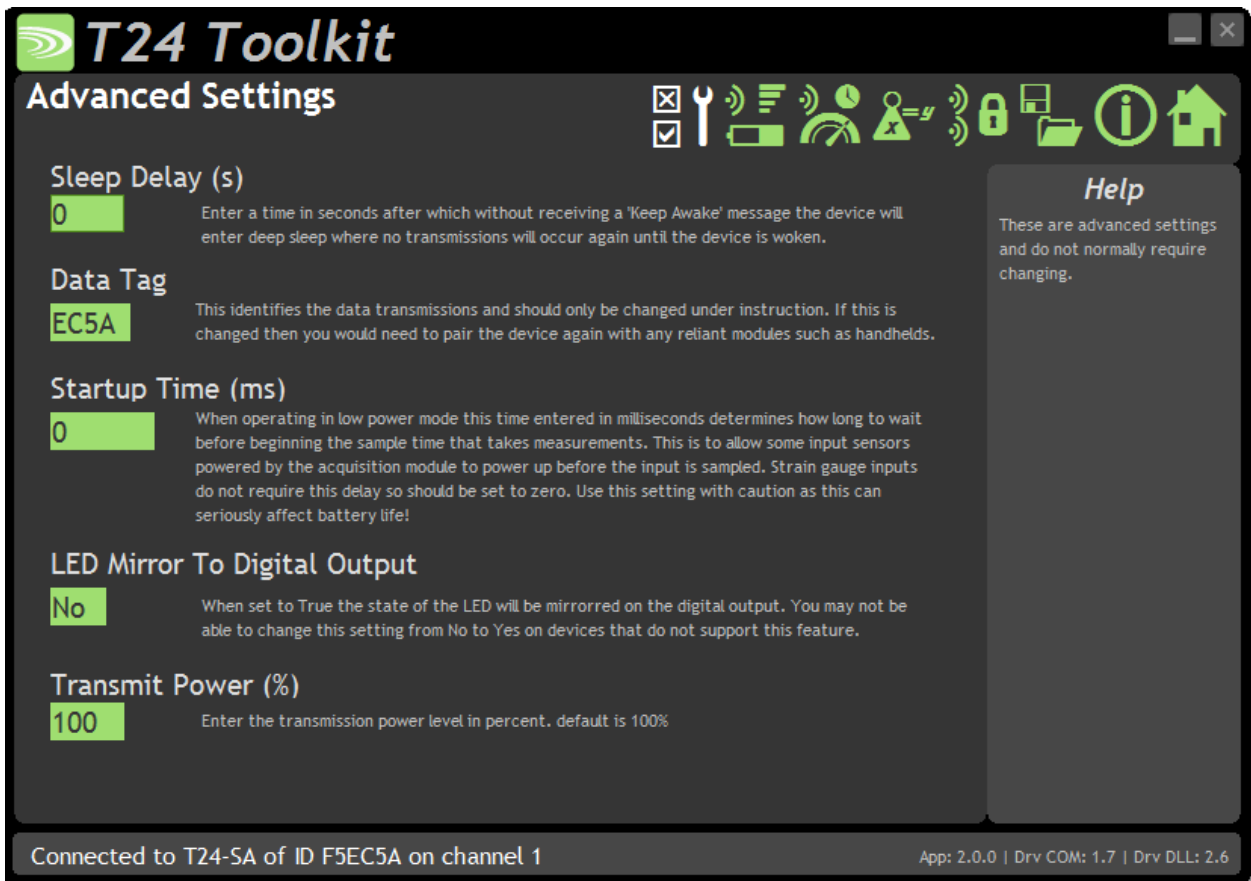 T24 Toolkit
Advanced Settings
x=y
Sleep Delay (s)
0
Enter a time in seconds after which without receiving a 'Keep Awake' message the device will
enter deep sleep where no transmissions will occur again until the device is woken.
Data Tag
EC5A
This identifies the data transmissions and should only be changed under instruction. If this is
changed then you would need to pair the device again with any reliant modules such as handhelds.
Startup Time (ms)
0
When operating in low power mode this time entered in milliseconds determines how long to wait
before beginning the sample time that takes measurements. This is to allow some input sensors
powered by the acquisition module to power up before the input is sampled. Strain gauge inputs
do not require this delay so should be set to zero. Use this setting with caution as this can
seriously affect battery life!
LED Mirror To Digital Output
No
When set to True the state of the LED will be mirrorred on the digital output. You may not be
able to change this setting from No to Yes on devices that do not support this feature.
Transmit Power (%)
100
Enter the transmission power level in percent. default is 100%
Help
These are advanced settings
and do not normally require
changing.
Connected to T24-SA of ID F5EC5A on channel 1
App: 2.0.0 | Drv COM: 1.7 | Drv DLL: 2.6